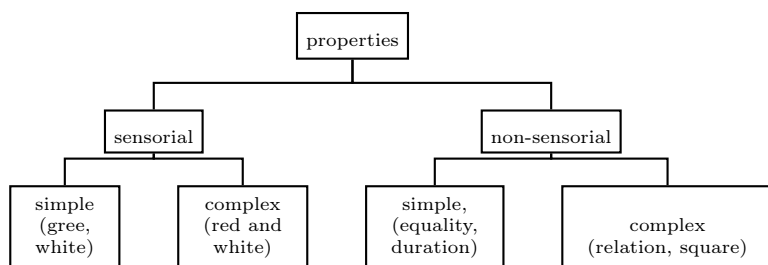 properties
sensorial
non-sensorial
simple
(gree,
white)
complex
(red and
white)
simple,
(equality,
duration)
complex
(relation, square)